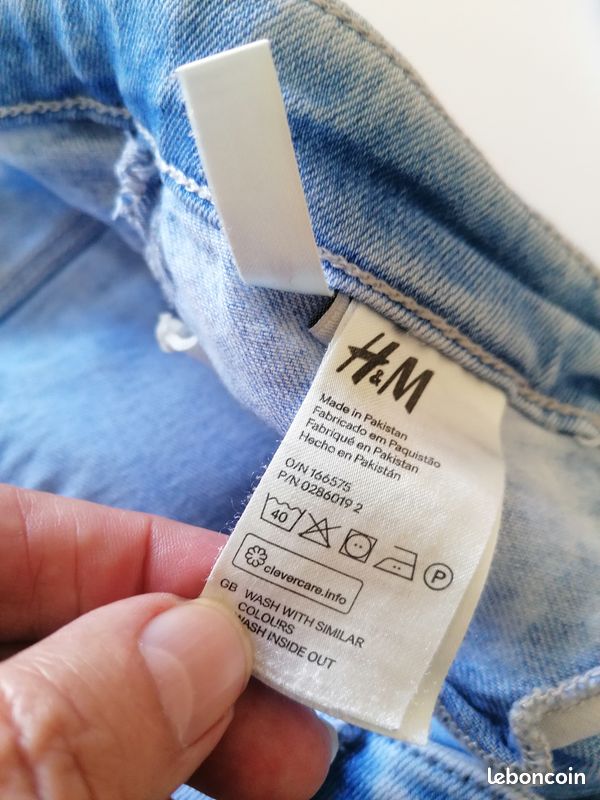 H&M
Made in Pakistan
Fabricado em Paquistão
Fabriqué en Pakistan
Hecho en Pakistán
O/N 166575
P/N 0286019 2
40 P
clevercare.info
GB WASH WITH SIMILAR
COLOURS
WASH INSIDE OUT
leboncoin